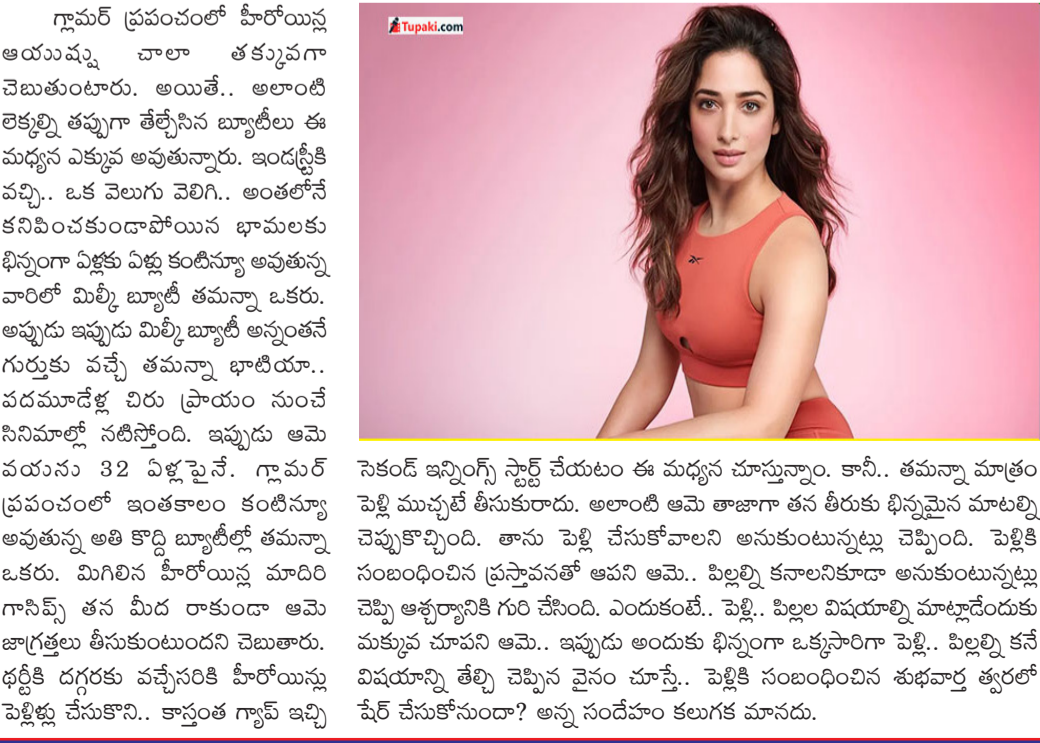 గ్లామర్ ప్రపంచంలో హీరోయిన్ల
ఆయుష్షు చాలా తక్కువగా
చెబుతుంటారు. అయితే.. అలాంటి
లెక్కల్ని తప్పుగా తేల్చేసిన బ్యూటీలు ఈ
మధ్యన ఎక్కువ అవుతున్నారు. ఇండస్ట్రీకి
వచ్చి.. ఒక వెలుగు వెలిగి.. అంతలోనే
కనిపించకుండాపోయిన భామలకు
భిన్నంగా ఏళ్లకు ఏళ్లు కంటిన్యూ అవుతున్న
వారిలో మిల్కీ బ్యూటీ తమన్నా ఒకరు.
అప్పుడు ఇప్పుడు మిల్కీ బ్యూటీ అన్నంతనే
గుర్తుకు వచ్చే తమన్నా భాటియా..
పదమూడేళ్ల చిరు ప్రాయం నుంచే
సినిమాల్లో నటిస్తోంది. ఇప్పుడు ఆమె
వయసు 32 ఏళ్లపైనే. గ్లామర్
ప్రపంచంలో ఇంతకాలం కంటిన్యూ
అవుతున్న అతి కొద్ది బ్యూటీల్లో తమన్నా
ఒకరు. మిగిలిన హీరోయిన్ల మాదిరి
గాసిప్స్ తన మీద రాకుండా ఆమె
జాగ్రత్తలు తీసుకుంటుందని చెబుతారు.
థర్టీకి దగ్గరకు వచ్చేసరికి హీరోయిన్లు
పెళ్లిళ్లు చేసుకొని.. కాస్తంత గ్యాప్ ఇచ్చి
Tupaki.com
సెకండ్ ఇన్నింగ్స్ స్టార్ట్ చేయటం ఈ మధ్యన చూస్తున్నాం. కానీ.. తమన్నా మాత్రం
పెళ్లి ముచ్చటే తీసుకురాదు. అలాంటి ఆమె తాజాగా తన తీరుకు భిన్నమైన మాటల్ని
చెప్పుకొచ్చింది. తాను పెళ్లి చేసుకోవాలని అనుకుంటున్నట్లు చెప్పింది. పెళ్లికి
సంబంధించిన ప్రస్తావనతో ఆపని ఆమె.. పిల్లల్ని కనాలనికూడా అనుకుంటున్నట్లు
చెప్పి ఆశ్చర్యానికి గురి చేసింది. ఎందుకంటే.. పెళ్లి.. పిల్లల విషయాల్ని మాట్లాడేందుకు
మక్కువ చూపని ఆమె.. ఇప్పుడు అందుకు భిన్నంగా ఒక్కసారిగా పెళ్లి.. పిల్లల్ని కనే
విషయాన్ని తేల్చి చెప్పిన వైనం చూస్తే.. పెళ్లికి సంబంధించిన శుభవార్త త్వరలో
షేర్ చేసుకోనుందా? అన్న సందేహం కలుగక మానదు.